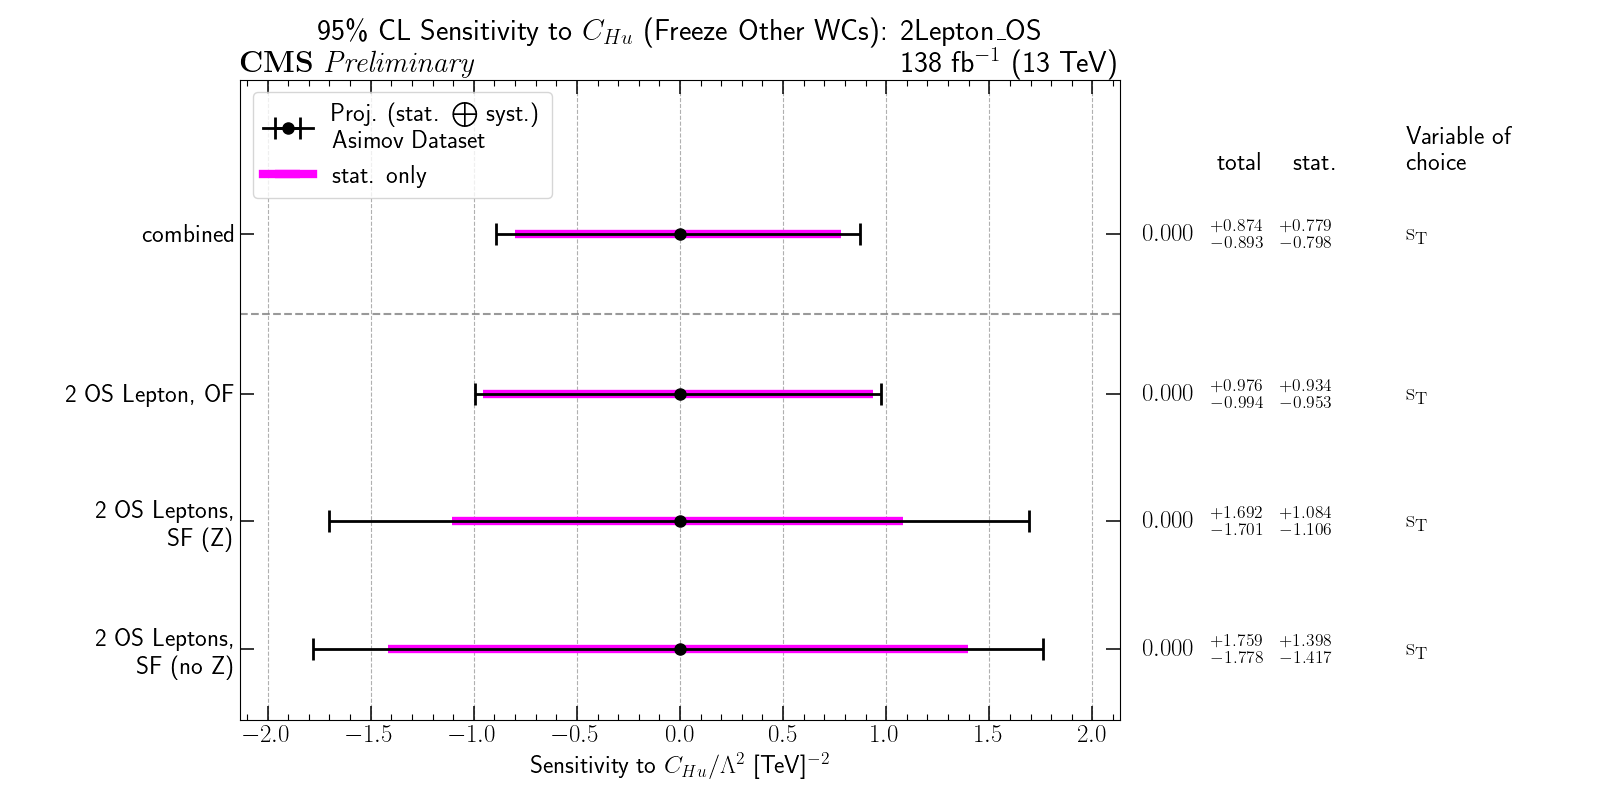 95% CL Sensitivity to C_{Hu} (Freeze Other WCs): 2Lepton_OS
CMS Preliminary 138 fb^{−1} (13 TeV)
Proj. (stat. ⨁ syst.)
Asimov Dataset
stat. only
Variable of
total stat. choice
combined 0.000 +0.874 −0.893 +0.779 −0.798 s_T
2 OS Lepton, OF 0.000 +0.976 −0.994 +0.934 −0.953 s_T
2 OS Leptons,
SF (Z) 0.000 +1.692 −1.701 +1.084 −1.106 s_T
2 OS Leptons,
SF (no Z) 0.000 +1.759 −1.778 +1.398 −1.417 s_T
−2.0 −1.5 −1.0 −0.5 0.0 0.5 1.0 1.5 2.0
Sensitivity to C_{Hu}/Λ^2 [TeV]^{−2}